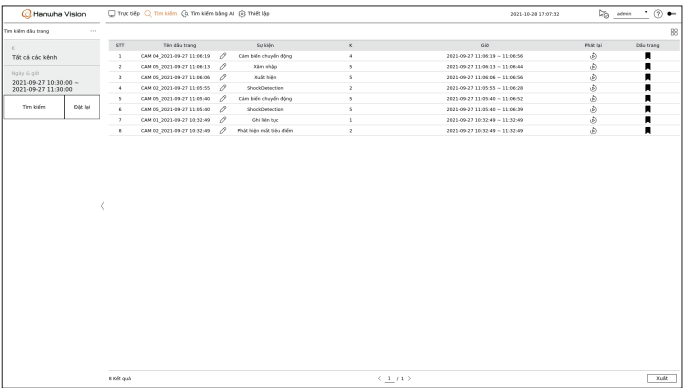 Hanwha Vision
Trực tiếp Tìm kiếm Tìm kiếm bằng AI Thiết lập 2021-10-28 17:07:32 admin
Tìm kiếm dấu trang ...
K
Tất cả các kênh
Ngày & giờ
2021-09-27 10:30:00 ~
2021-09-27 11:30:00
Tìm kiếm Đặt lại
STT Tên dấu trang Sự kiện K Giờ Phát lại Dấu trang
1 CAM 04_2021-09-27 11:06:19 Cảm biến chuyển động 4 2021-09-27 11:06:19 ~ 11:06:56
2 CAM 05_2021-09-27 11:06:13 Xâm nhập 5 2021-09-27 11:06:13 ~ 11:06:44
3 CAM 05_2021-09-27 11:06:06 Xuất hiện 5 2021-09-27 11:06:06 ~ 11:06:56
4 CAM 02_2021-09-27 11:05:55 ShockDetection 2 2021-09-27 11:05:55 ~ 11:06:28
5 CAM 05_2021-09-27 11:05:40 Cảm biến chuyển động 5 2021-09-27 11:05:40 ~ 11:06:52
6 CAM 05_2021-09-27 11:05:40 ShockDetection 5 2021-09-27 11:05:40 ~ 11:06:39
7 CAM 01_2021-09-27 10:32:49 Ghi liên tục 1 2021-09-27 10:32:49 ~ 11:32:49
8 CAM 02_2021-09-27 10:32:49 Phát hiện mất tiêu điểm 2 2021-09-27 10:32:49 ~ 11:32:49
8 Kết quả < 1 / 1 > Xuất